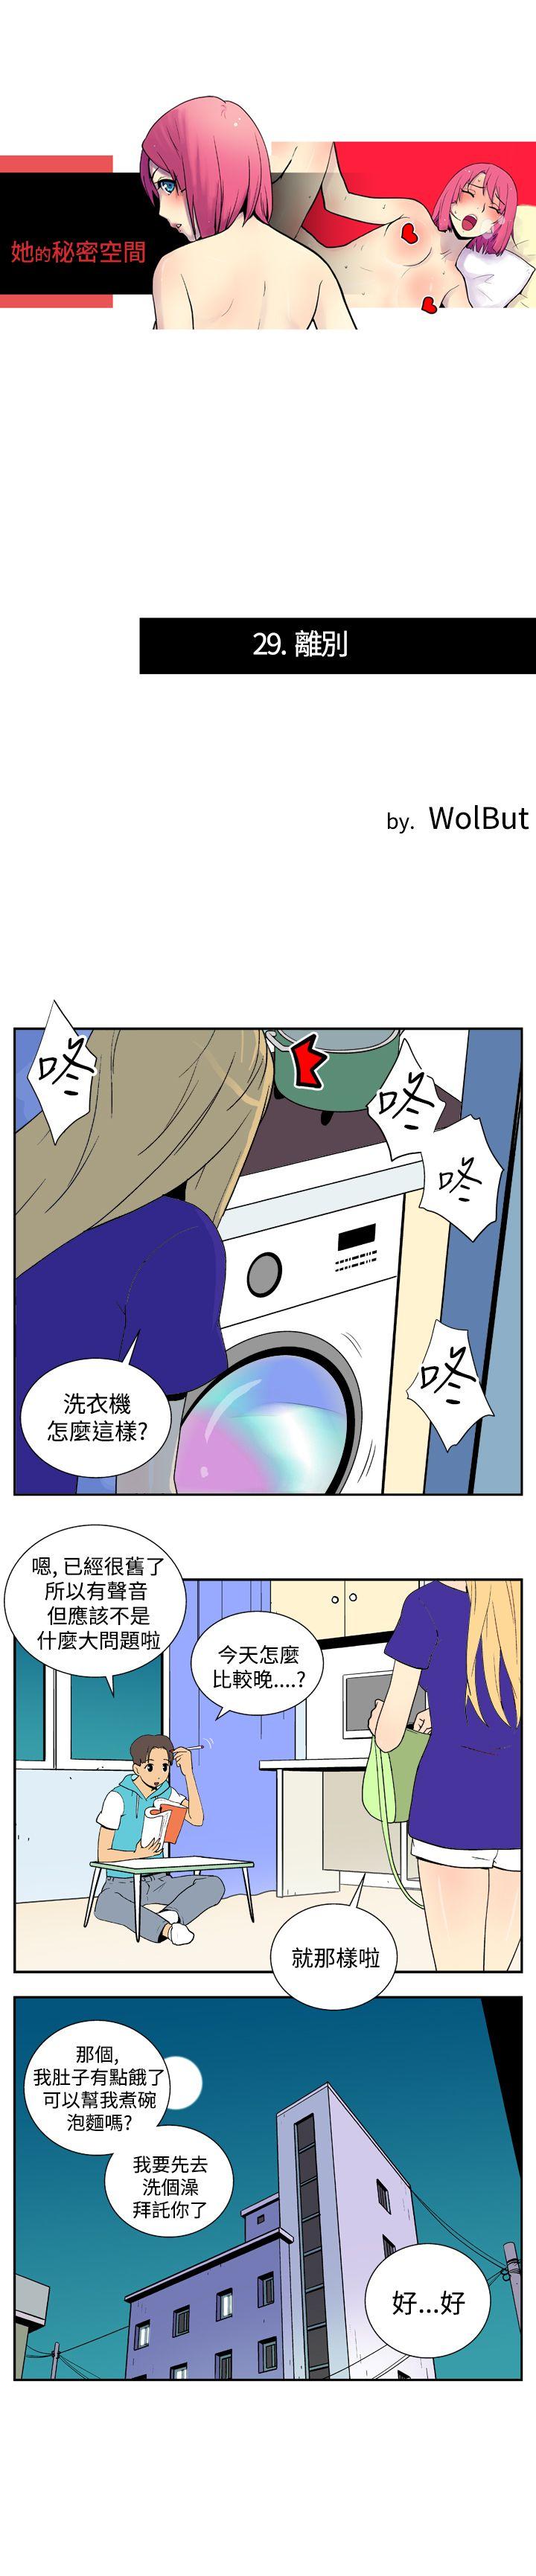 她的秘密空間
29. 離別
by. WolBut
咚
咚
咚
咚
洗衣機
怎麼這樣?
嗯, 已經很舊了
所以有聲音
但應該不是
什麼大問題啦
今天怎麼
比較晚....?
就那樣啦
那個,
我肚子有點餓了
可以幫我煮碗
泡麵嗎?
我要先去
洗個澡
拜託你了
好...好